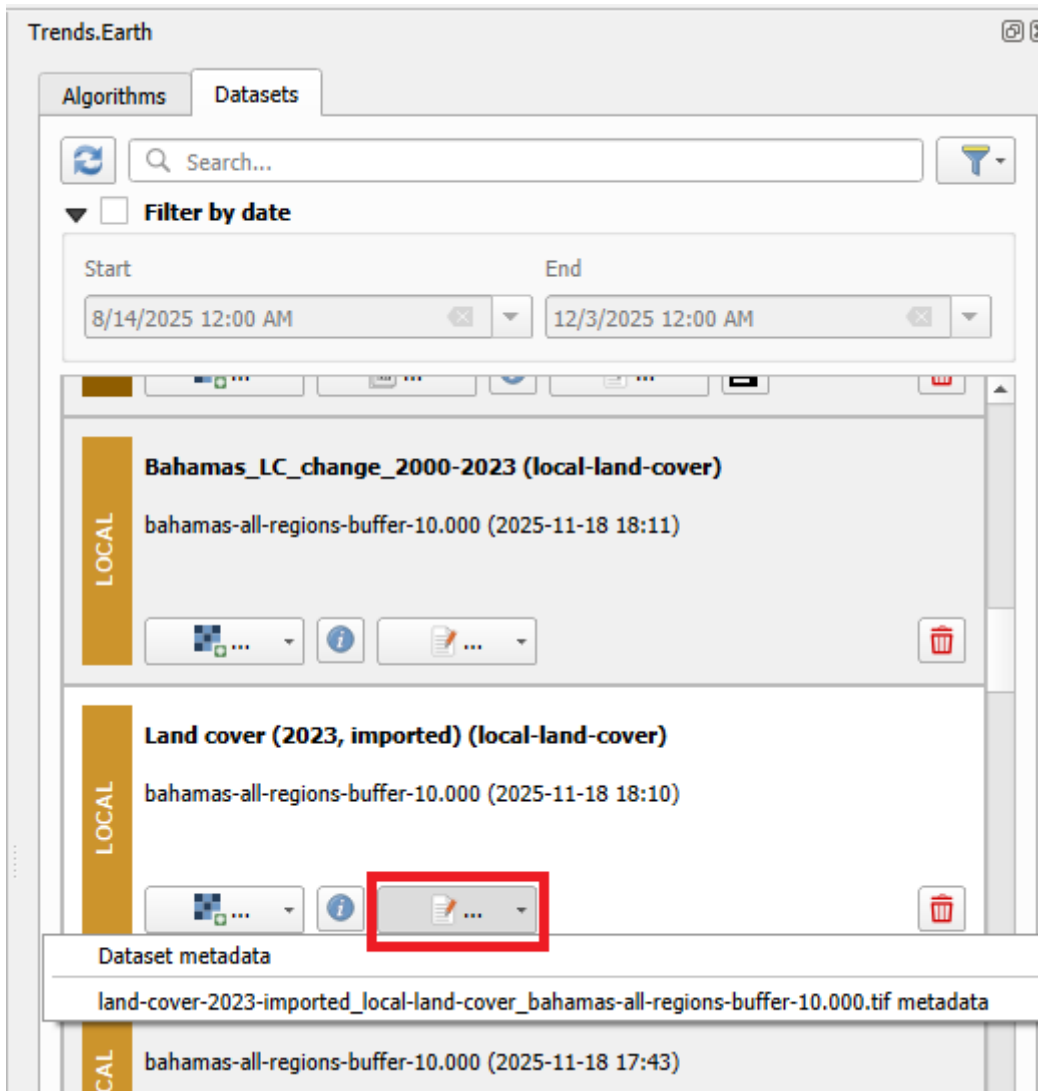 Trends.Earth
Algorithms
Datasets
Search...
Filter by date
Start
End
8/14/2025 12:00 AM
12/3/2025 12:00 AM
... ... ...
Bahamas_LC_change_2000-2023 (local-land-cover)
LOCAL
bahamas-all-regions-buffer-10.000 (2025-11-18 18:11)
... ...
Land cover (2023, imported) (local-land-cover)
LOCAL
bahamas-all-regions-buffer-10.000 (2025-11-18 18:10)
... ...
Dataset metadata
land-cover-2023-imported_local-land-cover_bahamas-all-regions-buffer-10.000.tif metadata
bahamas-all-regions-buffer-10.000 (2025-11-18 17:43)